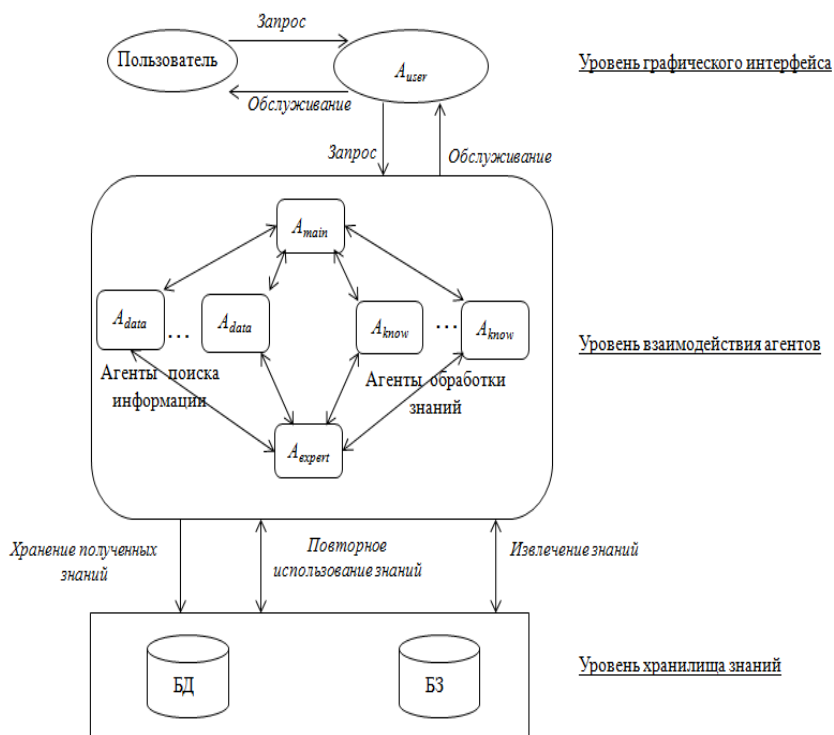 Запрос
Пользователь
A_user
Уровень графического интерфейса
Обслуживание
Запрос
Обслуживание
A_main
A_data
...
A_data
A_know
...
A_know
Уровень взаимодействия агентов
Агенты поиска
информации
Агенты обработки
знаний
A_expert
Хранение полученных
знаний
Повторное
использование знаний
Извлечение знаний
БД
БЗ
Уровень хранилища знаний